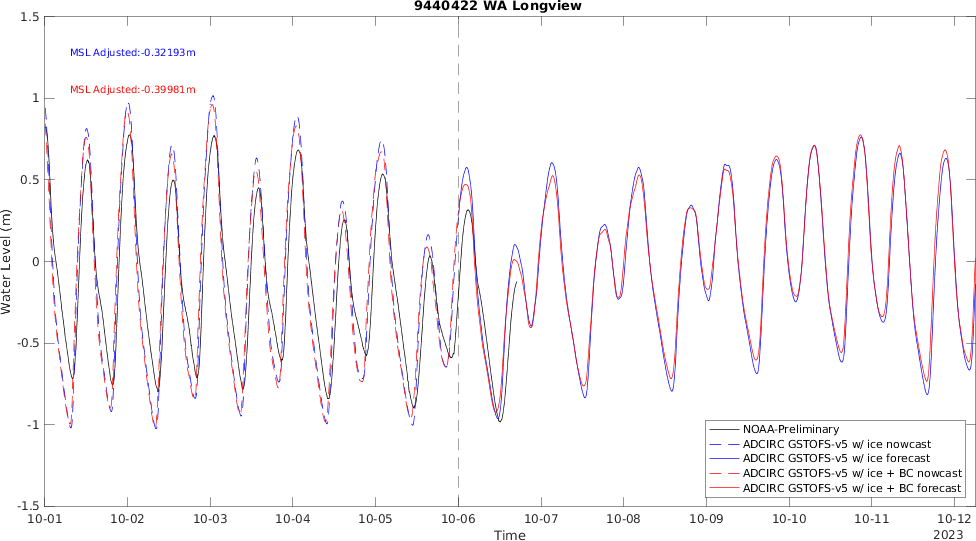 9440422 WA Longview
MSL Adjusted:-0.32193m
MSL Adjusted:-0.39981m
Water Level (m)
1.5
1
0.5
0
-0.5
-1
-1.5
NOAA-Preliminary
ADCIRC GSTOFS-v5 w/ ice nowcast
ADCIRC GSTOFS-v5 w/ ice forecast
ADCIRC GSTOFS-v5 w/ ice + BC nowcast
ADCIRC GSTOFS-v5 w/ ice + BC forecast
10-01 10-02 10-03 10-04 10-05 10-06 10-07 10-08 10-09 10-10 10-11 10-12
Time
2023